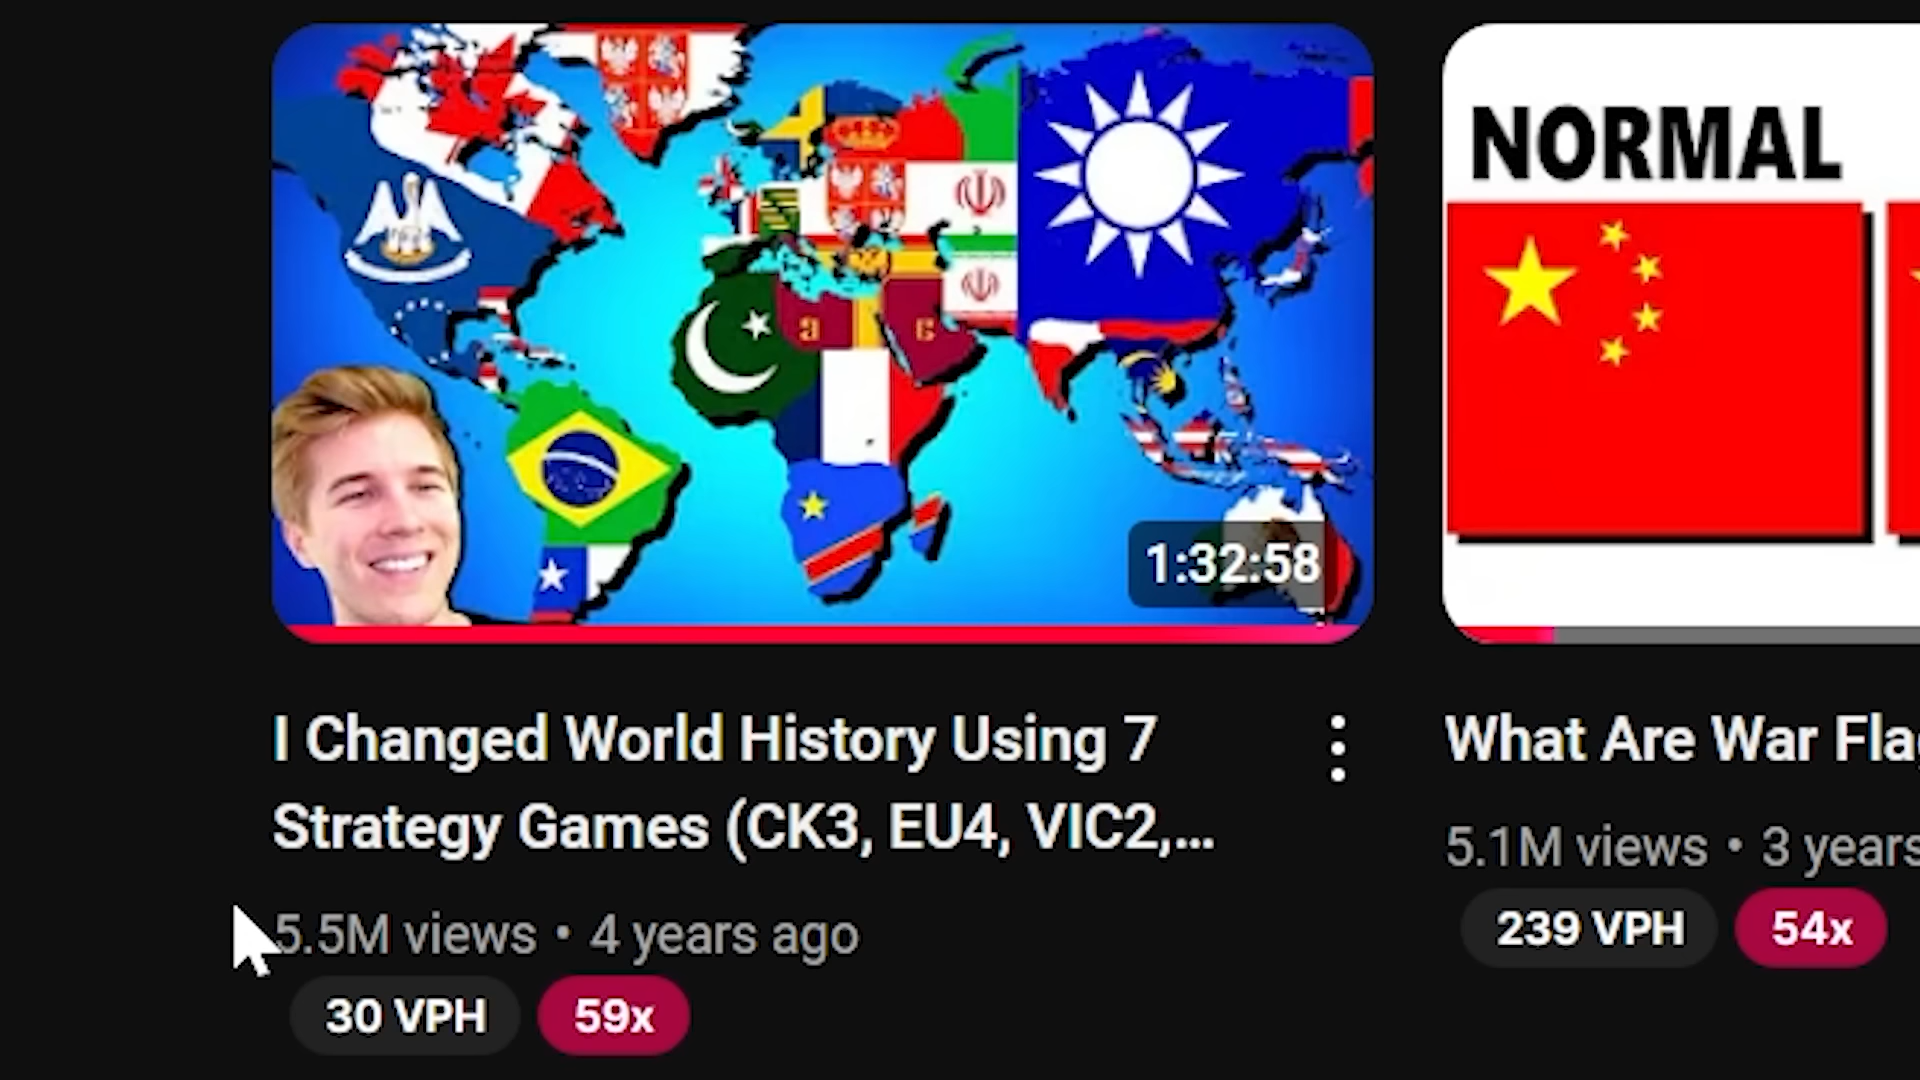 1:32:58
I Changed World History Using 7
Strategy Games (CK3, EU4, VIC2,...
5.5M views • 4 years ago
30 VPH
59x
NORMAL
What Are War Fla
5.1M views • 3 years
239 VPH
54x